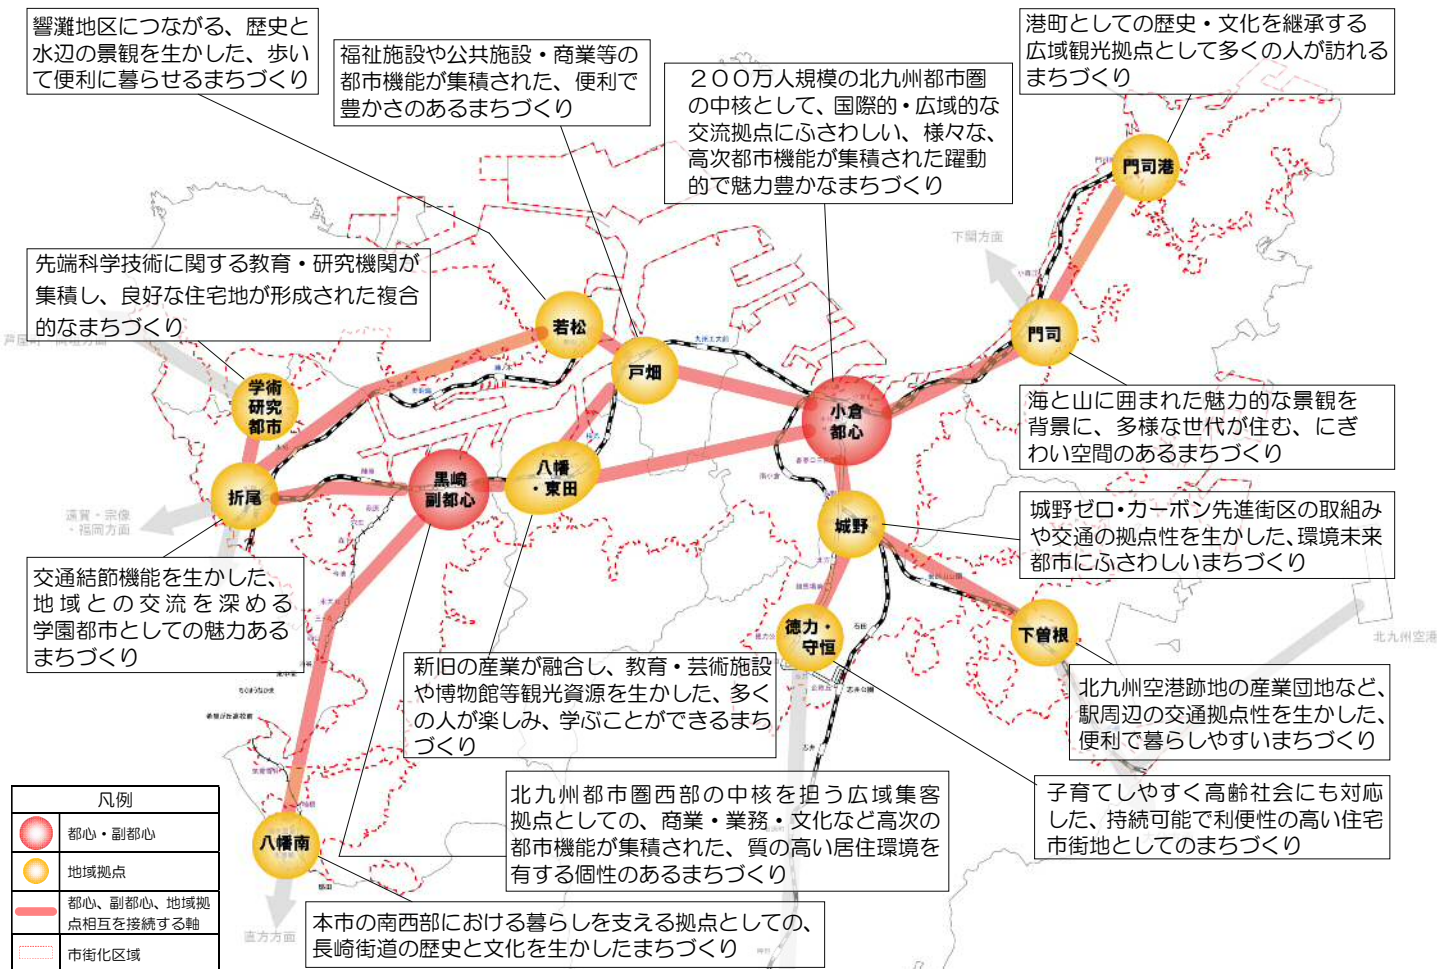 響灘地区につながる、歴史と
水辺の景観を生かした、歩い
て便利に暮らせるまちづくり
福祉施設や公共施設・商業等の
都市機能が集積された、便利で
豊かさのあるまちづくり
２００万人規模の北九州都市圏
の中核として、国際的・広域的な
交流拠点にふさわしい、様々な、
高次都市機能が集積された躍動
的で魅力豊かなまちづくり
港町としての歴史・文化を継承する
広域観光拠点として多くの人が訪れる
まちづくり
門司港
下関方面
先端科学技術に関する教育・研究機関が
集積し、良好な住宅地が形成された複合
的なまちづくり
若松
戸畑
門司
学術
研究
都市
小倉
都心
海と山に囲まれた魅力的な景観を
背景に、多様な世代が住む、にぎ
わい空間のあるまちづくり
折尾
黒崎
副都心
八幡
・東田
遠賀・宗像
・福岡方面
南小倉
城野
城野ゼロ・カーボン先進街区の取組み
や交通の拠点性を生かした、環境未来
都市にふさわしいまちづくり
交通結節機能を生かした、
地域との交流を深める
学園都市としての魅力ある
まちづくり
徳力・
守恒
下曽根
北九州空港
新旧の産業が融合し、教育・芸術施設
や博物館等観光資源を生かした、多く
の人が楽しみ、学ぶことができるまち
づくり
志井公園
北九州空港跡地の産業団地など、
駅周辺の交通拠点性を生かした、
便利で暮らしやすいまちづくり
北九州都市圏西部の中核を担う広域集客
拠点としての、商業・業務・文化など高次の
都市機能が集積された、質の高い居住環境を
有する個性のあるまちづくり
子育てしやすく高齢社会にも対応
した、持続可能で利便性の高い住宅
市街地としてのまちづくり
八幡南
本市の南西部における暮らしを支える拠点としての、
長崎街道の歴史と文化を生かしたまちづくり
直方方面
凡例
都心・副都心
地域拠点
都心、副都心、地域拠
点相互を接続する軸
市街化区域